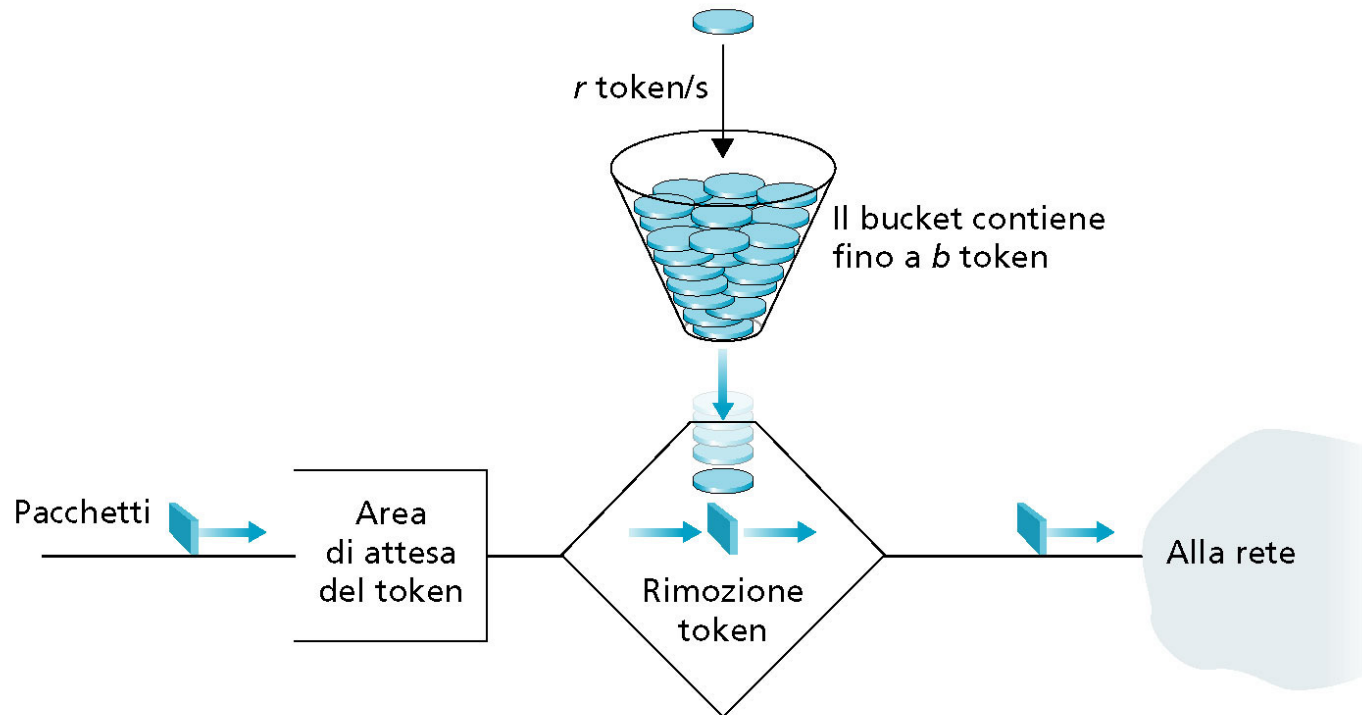 r token/s
Il bucket contiene
fino a b token
Pacchetti
Area
di attesa
del token
Rimozione
token
Alla rete